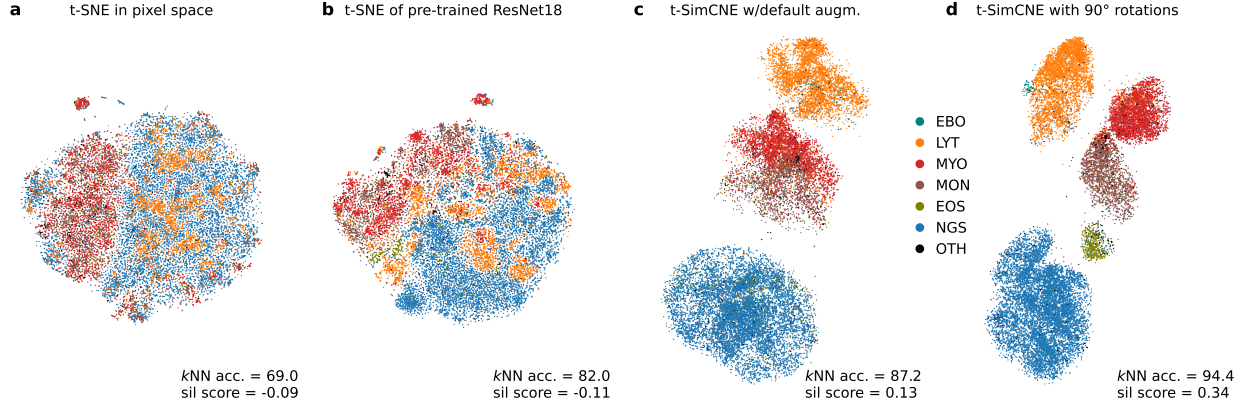 a t-SNE in pixel space
b t-SNE of pre-trained ResNet18
c t-SimCNE w/default augm.
d t-SimCNE with 90° rotations
EBO
LYT
MYO
MON
EOS
NGS
OTH
kNN acc. = 69.0
sil score = -0.09
kNN acc. = 82.0
sil score = -0.11
kNN acc. = 87.2
sil score = 0.13
kNN acc. = 94.4
sil score = 0.34